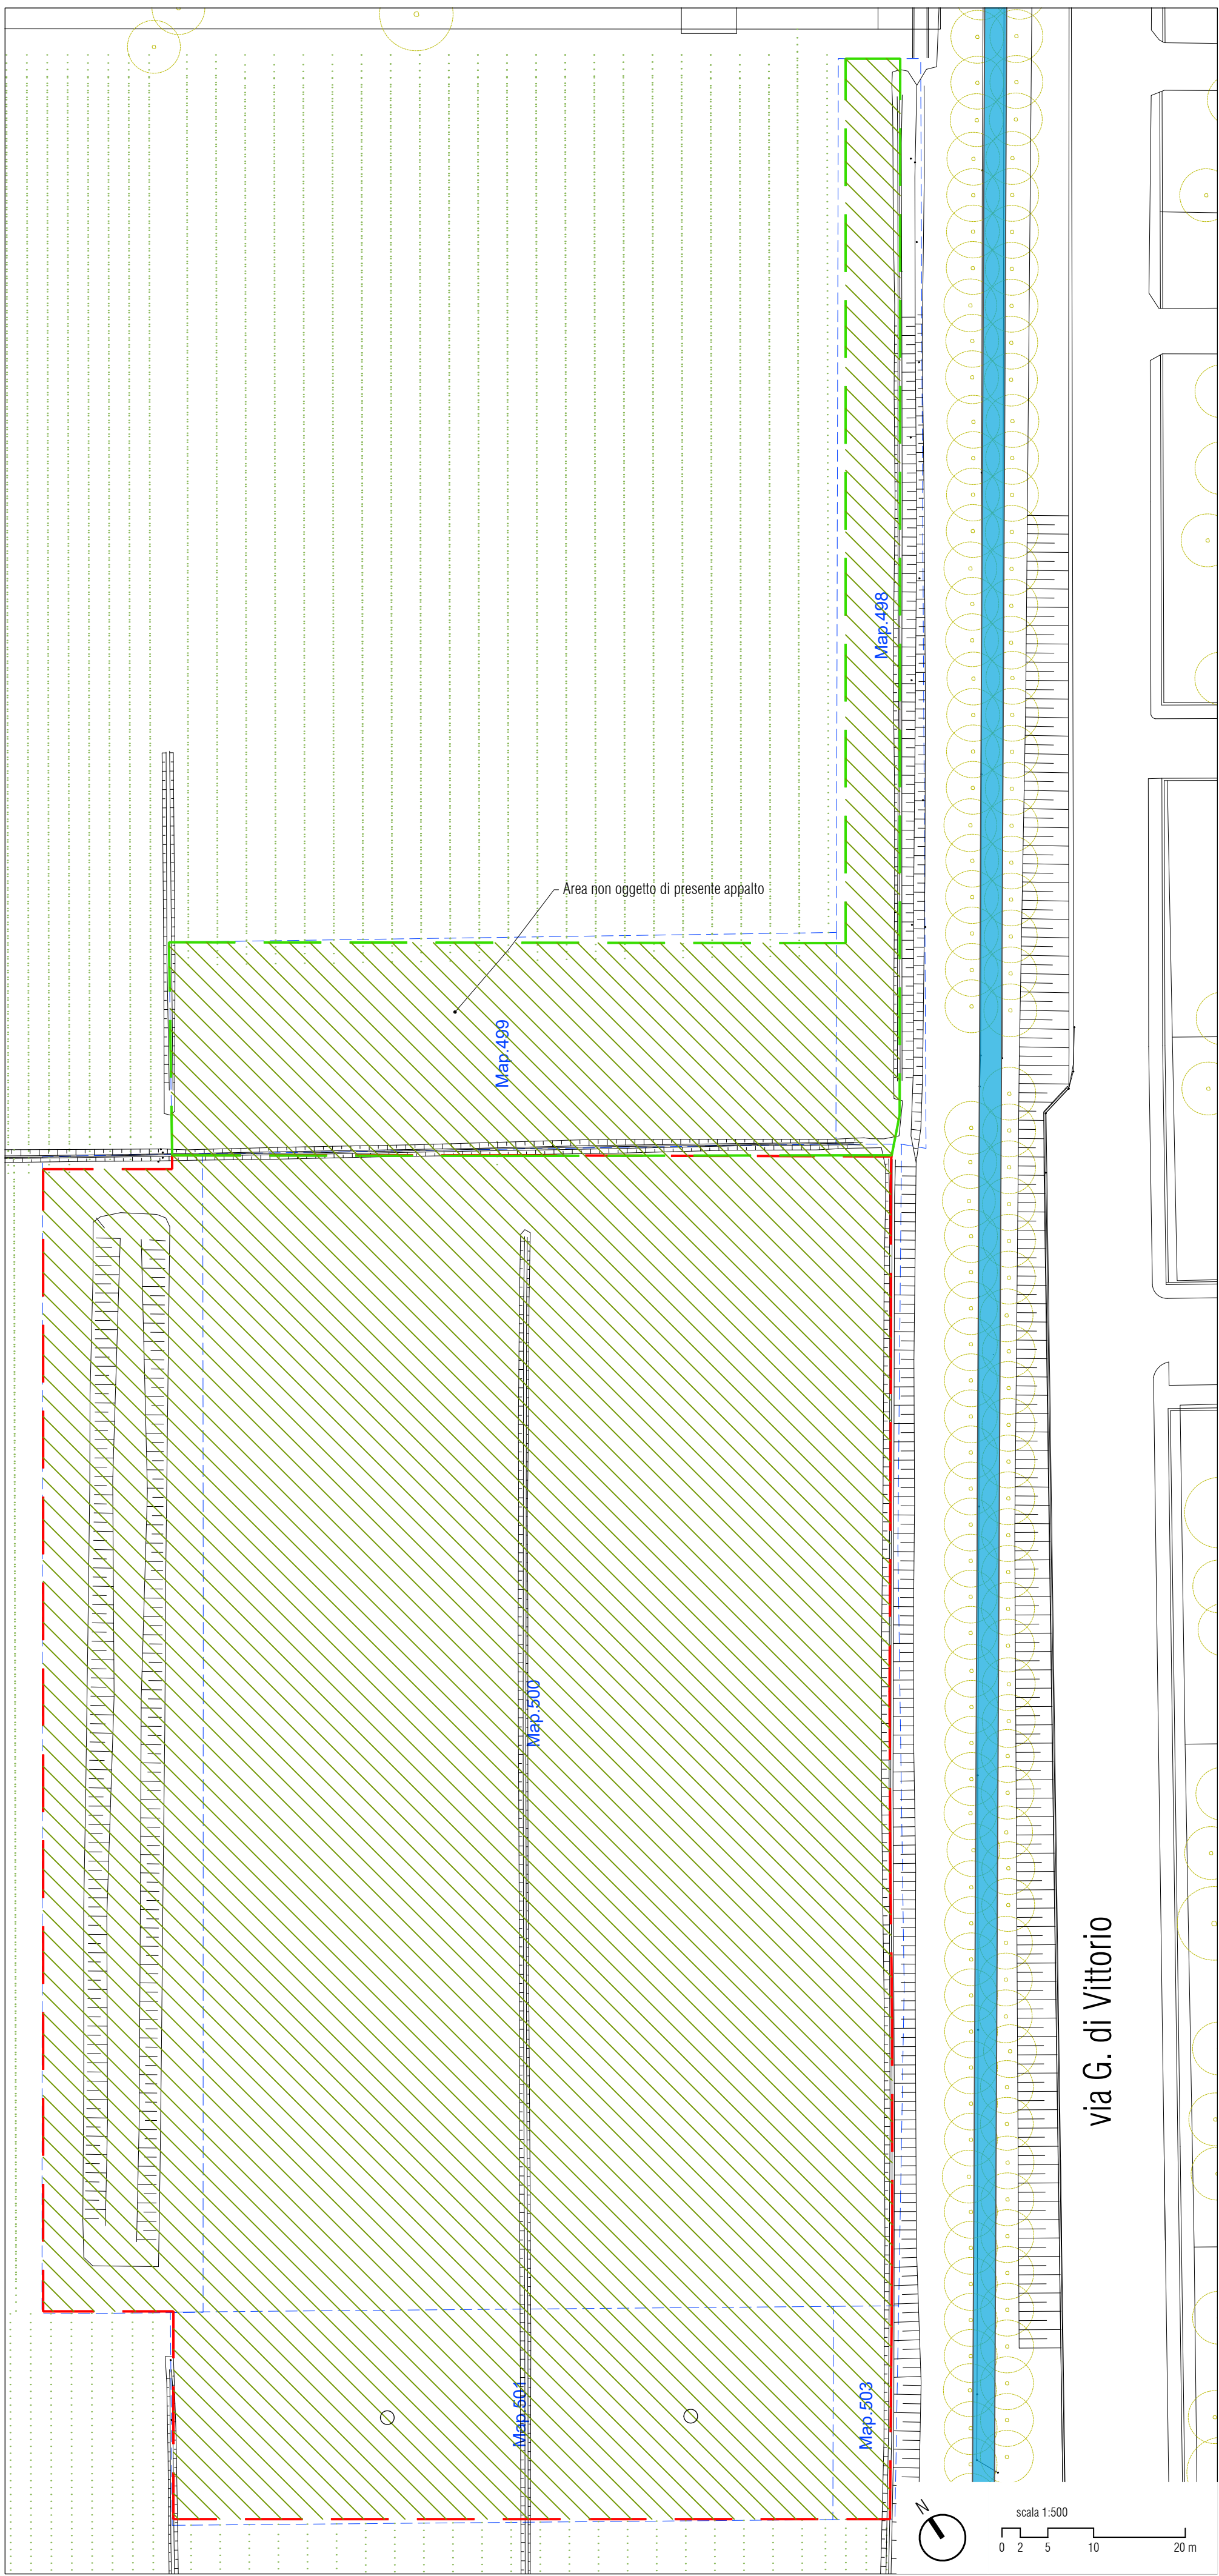 Map.498
Area non oggetto di presente appalto
Map.499
Map.500
via G. di Vittorio
Map.501
Map.503
N
scala 1:500
0 2 5 10 20 m